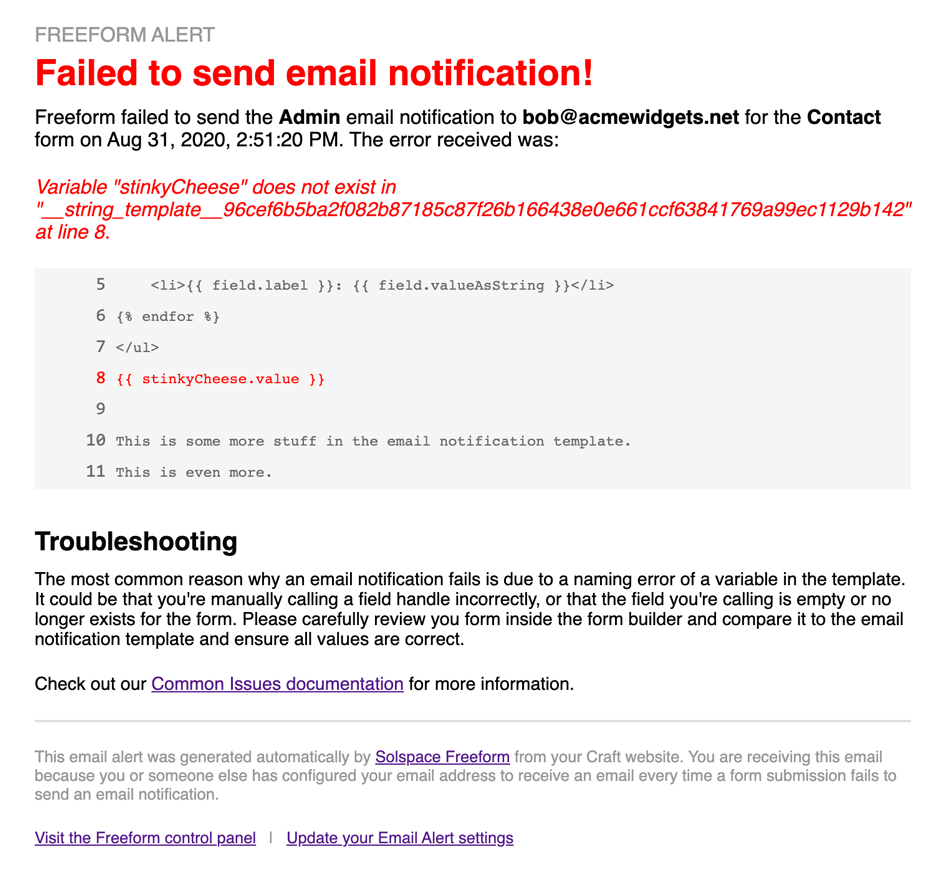 FREEFORM ALERT
Failed to send email notification!
Freeform failed to send the Admin email notification to bob@acmewidgets.net for the Contact
form on Aug 31, 2020, 2:51:20 PM. The error received was:
Variable "stinkyCheese" does not exist in
"__string_template__96cef6b5ba2f082b87185c87f26b166438e0e661ccf63841769a99ec1129b142"
at line 8.
5 <li>{{ field.label }}: {{ field.valueAsString }}</li>
6 {% endfor %}
7 </ul>
8 {{ stinkyCheese.value }}
9
10 This is some more stuff in the email notification template.
11 This is even more.
Troubleshooting
The most common reason why an email notification fails is due to a naming error of a variable in the template.
It could be that you're manually calling a field handle incorrectly, or that the field you're calling is empty or no
longer exists for the form. Please carefully review you form inside the form builder and compare it to the email
notification template and ensure all values are correct.
Check out our Common Issues documentation for more information.
This email alert was generated automatically by Solspace Freeform from your Craft website. You are receiving this email
because you or someone else has configured your email address to receive an email every time a form submission fails to
send an email notification.
Visit the Freeform control panel | Update your Email Alert settings